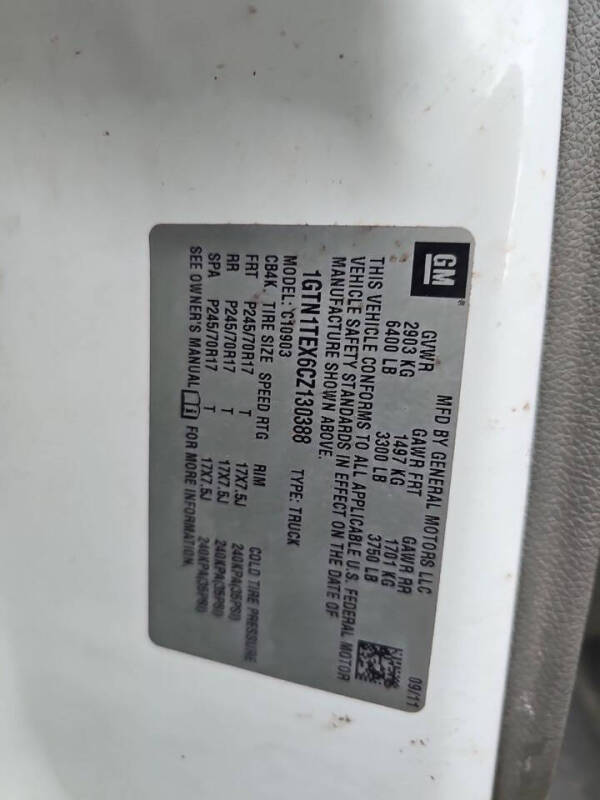 GM
®
MFD BY GENERAL MOTORS LLC 09/11
GVWR GAWR FRT GAWR RR
2903 KG 1497 KG 1701 KG
6400 LB 3300 LB 3750 LB
THIS VEHICLE CONFORMS TO ALL APPLICABLE U.S. FEDERAL MOTOR
VEHICLE SAFETY STANDARDS IN EFFECT ON THE DATE OF
MANUFACTURE SHOWN ABOVE.
1GTN1TEX6CZ130388
MODEL: C10903 TYPE: TRUCK
CB4K TIRE SIZE SPEED RTG RIM COLD TIRE PRESSURE
FRT P245/70R17 T 17X7.5J 240KPA(35PSI)
RR P245/70R17 T 17X7.5J 240KPA(35PSI)
SPA P245/70R17 T 17X7.5J 240KPA(35PSI)
SEE OWNER'S MANUAL FOR MORE INFORMATION.